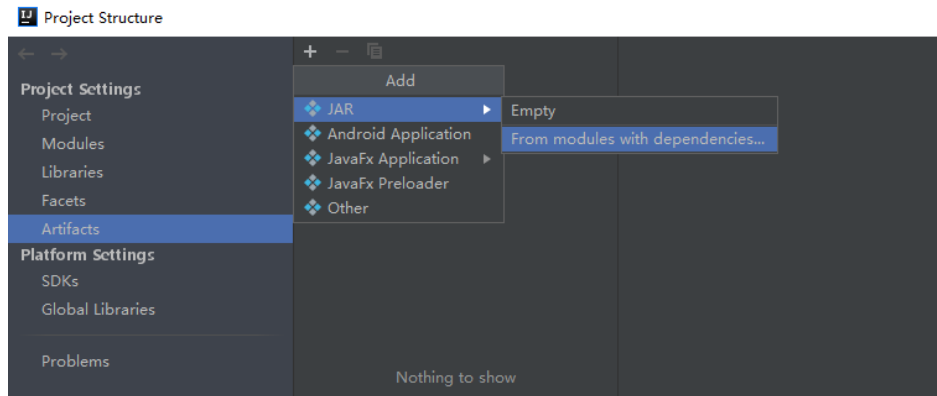 Project Structure
Project Settings
Project
Modules
Libraries
Facets
Artifacts
Platform Settings
SDKs
Global Libraries
Problems
Add
JAR
Android Application
JavaFx Application
JavaFx Preloader
Other
Empty
From modules with dependencies...
Nothing to show